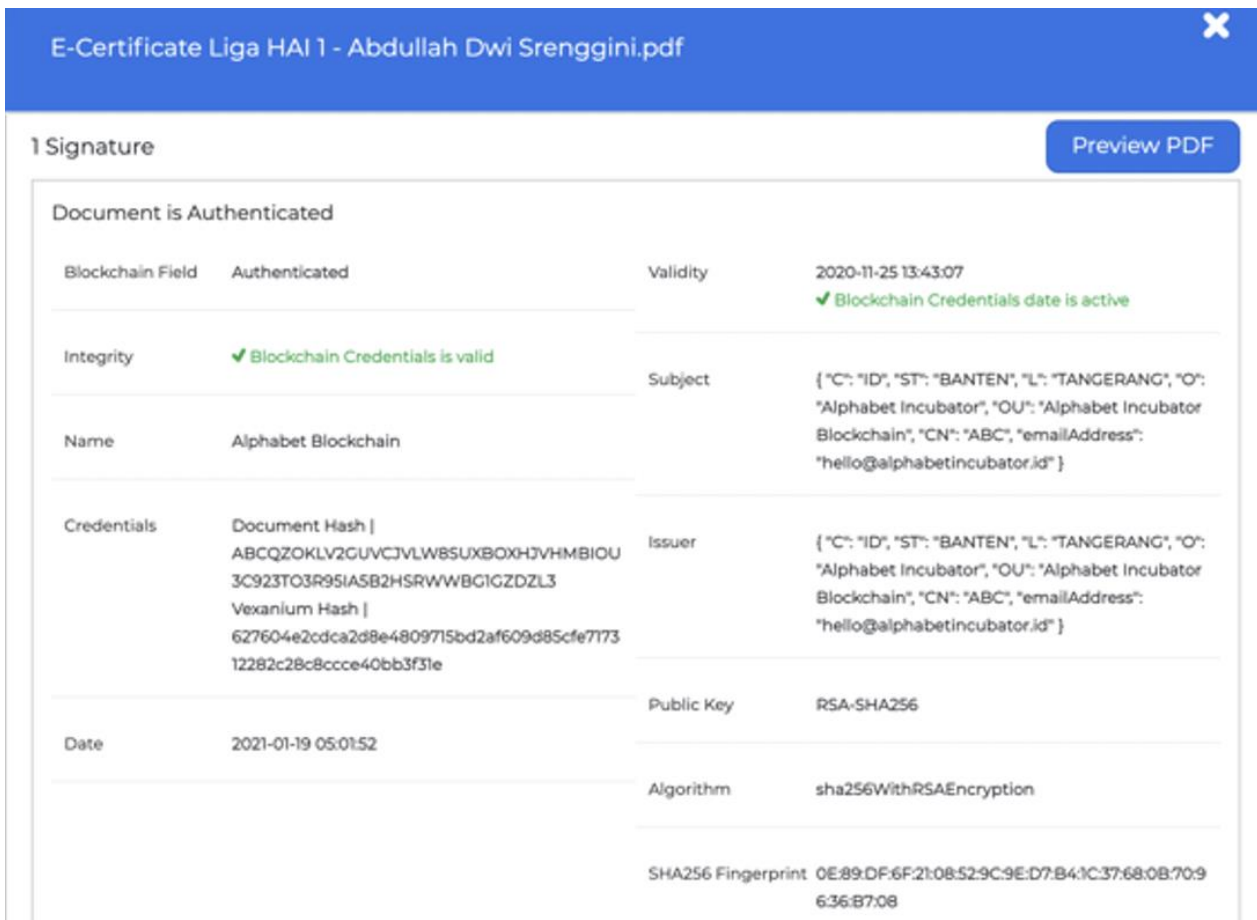 E-Certificate Liga HAI 1 - Abdullah Dwi Srenggini.pdf
1 Signature
Preview PDF
Document is Authenticated
Blockchain Field Authenticated
Integrity ✔ Blockchain Credentials is valid
Name Alphabet Blockchain
Credentials Document Hash |
ABCQZOKLV2GUVCJVLW8SUXBOXHJVHMBIOU
3C923TO3R95IA5B2HSRWWBG1GZDZL3
Vexanium Hash |
627604e2cdca2d8e4809715bd2af609d85cfe7173
12282c28c8ccce40bb3f31e
Date 2021-01-19 05:01:52
Validity 2020-11-25 13:43:07
✔ Blockchain Credentials date is active
Subject { "C": "ID", "ST": "BANTEN", "L": "TANGERANG", "O":
"Alphabet Incubator", "OU": "Alphabet Incubator
Blockchain", "CN": "ABC", "emailAddress":
"hello@alphabetincubator.id" }
Issuer { "C": "ID", "ST": "BANTEN", "L": "TANGERANG", "O":
"Alphabet Incubator", "OU": "Alphabet Incubator
Blockchain", "CN": "ABC", "emailAddress":
"hello@alphabetincubator.id" }
Public Key RSA-SHA256
Algorithm sha256WithRSAEncryption
SHA256 Fingerprint 0E:89:DF:6F:21:08:52:9C:9E:D7:B4:1C:37:68:0B:70:9
6:36:B7:08